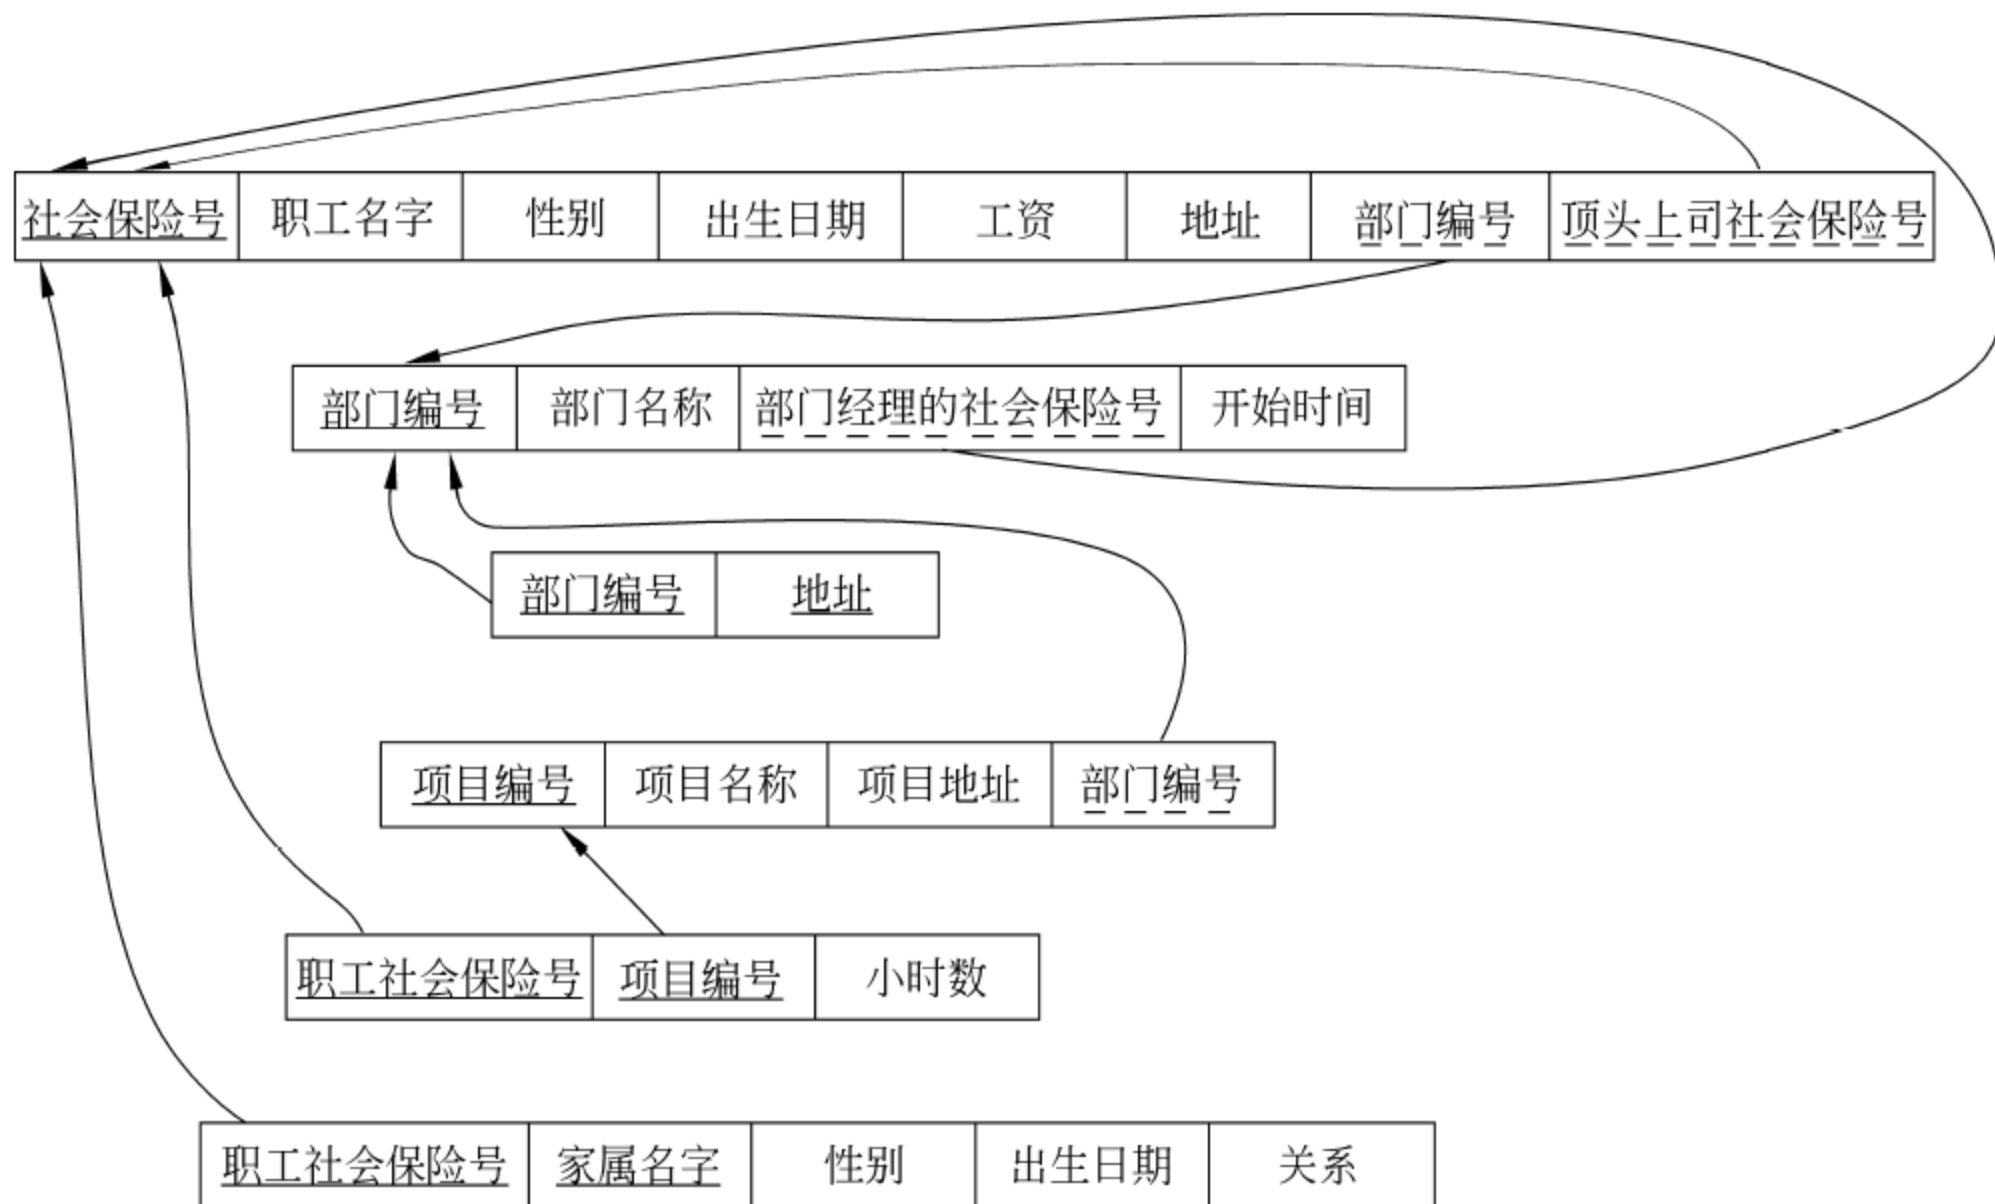 社会保险号 职工名字 性别 出生日期 工资 地址 部门编号 顶头上司社会保险号
部门编号 部门名称 部门经理的社会保险号 开始时间
部门编号 地址
项目编号 项目名称 项目地址 部门编号
职工社会保险号 项目编号 小时数
职工社会保险号 家属名字 性别 出生日期 关系